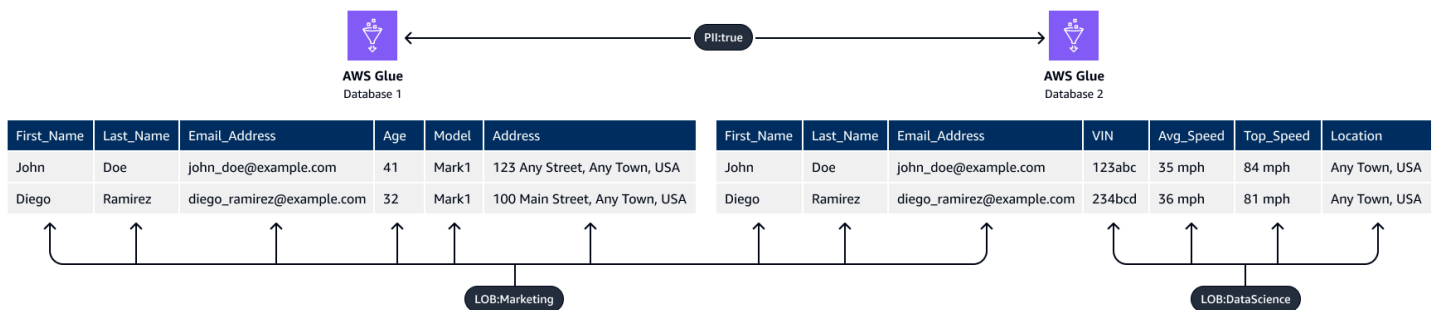 PII:true
AWS Glue
Database 1
AWS Glue
Database 2
First_Name Last_Name Email_Address Age Model Address
John Doe john_doe@example.com 41 Mark1 123 Any Street, Any Town, USA
Diego Ramirez diego_ramirez@example.com 32 Mark1 100 Main Street, Any Town, USA
First_Name Last_Name Email_Address VIN Avg_Speed Top_Speed Location
John Doe john_doe@example.com 123abc 35 mph 84 mph Any Town, USA
Diego Ramirez diego_ramirez@example.com 234bcd 36 mph 81 mph Any Town, USA
LOB:Marketing
LOB:DataScience